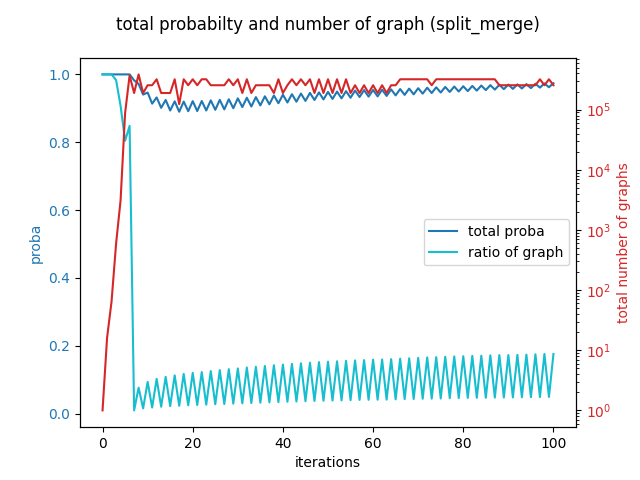 total probabilty and number of graph (split_merge)
1.0
0.8
0.6
0.4
0.2
0.0
proba
10^5
10^4
10^3
10^2
10^1
10^0
total number of graphs
total proba
ratio of graph
0 20 40 60 80 100
iterations